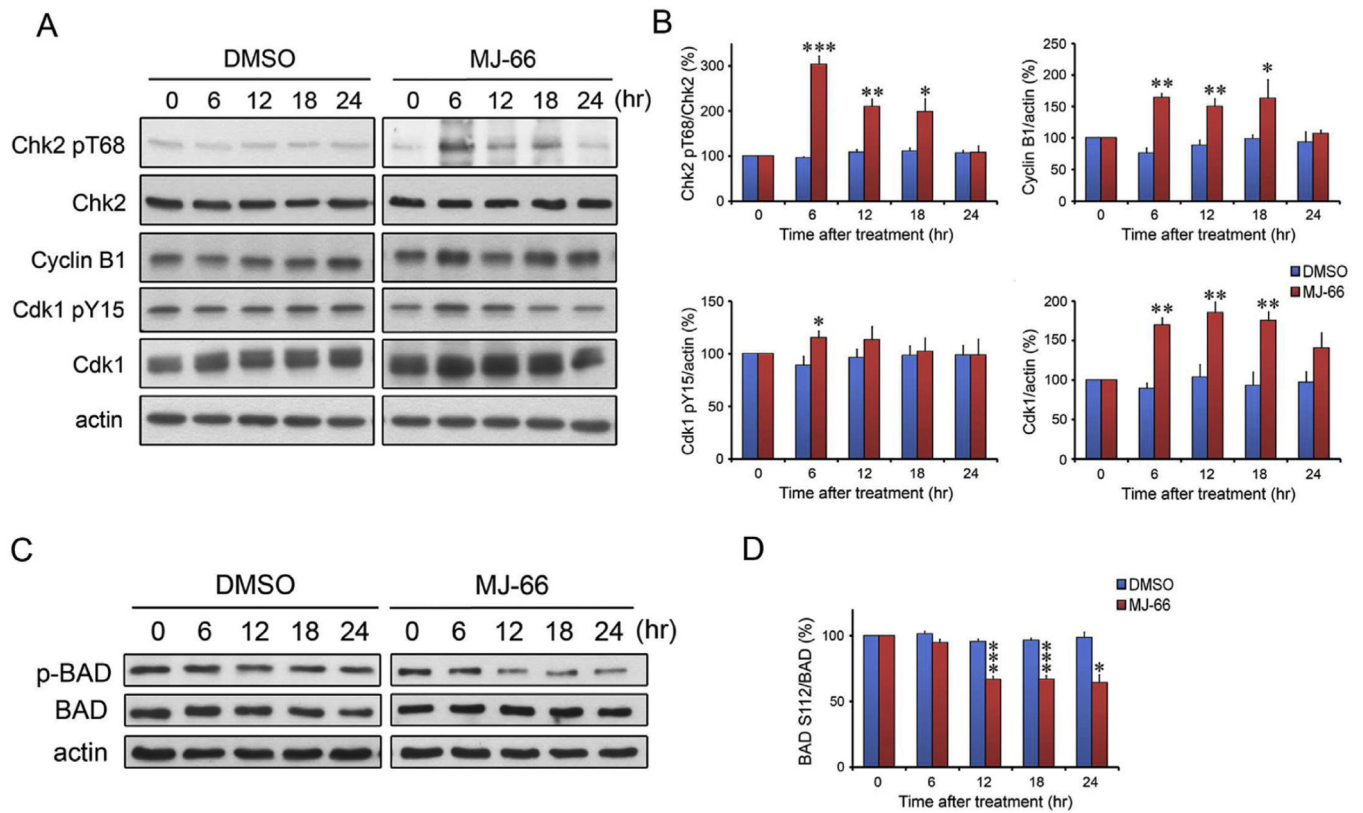 A
DMSO MJ-66
0 6 12 18 24 0 6 12 18 24 (hr)
Chk2 pT68
Chk2
Cyclin B1
Cdk1 pY15
Cdk1
actin
B
Chk2 pT68/Chk2 (%)
300
200
100
0
***
**
*
0 6 12 18 24
Time after treatment (hr)
Cyclin B1/actin (%)
250
200
150
100
50
0
** ** *
0 6 12 18 24
Time after treatment (hr)
Cdk1 pY15/actin (%)
150
100
50
0
*
0 6 12 18 24
Time after treatment (hr)
DMSO
MJ-66
Cdk1/actin (%)
200
150
100
50
0
** ** **
0 6 12 18 24
Time after treatment (hr)
C
DMSO MJ-66
0 6 12 18 24 0 6 12 18 24 (hr)
p-BAD
BAD
actin
D
DMSO
MJ-66
BAD S112/BAD (%)
100
50
0
*** *** *
0 6 12 18 24
Time after treatment (hr)